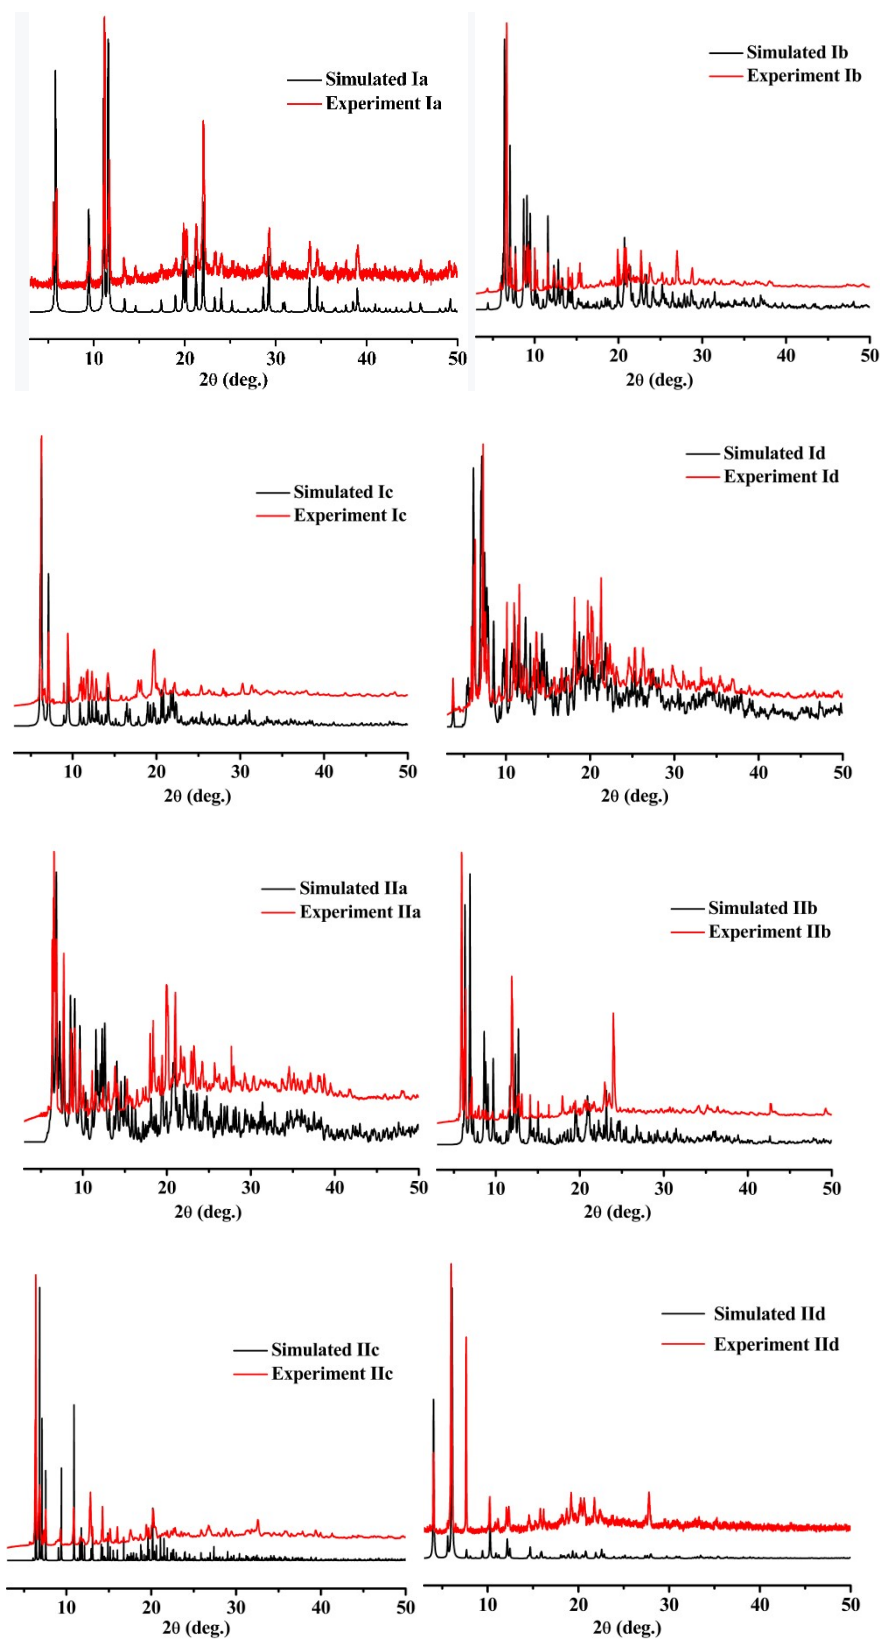 Simulated Ia
Experiment Ia
10 20 30 40 50
2θ (deg.)
Simulated Ib
Experiment Ib
10 20 30 40 50
2θ (deg.)
Simulated Ic
Experiment Ic
10 20 30 40 50
2θ (deg.)
Simulated Id
Experiment Id
10 20 30 40 50
2θ (deg.)
Simulated IIa
Experiment IIa
10 20 30 40 50
2θ (deg.)
Simulated IIb
Experiment IIb
10 20 30 40 50
2θ (deg.)
Simulated IIc
Experiment IIc
10 20 30 40 50
2θ (deg.)
Simulated IId
Experiment IId
10 20 30 40 50
2θ (deg.)